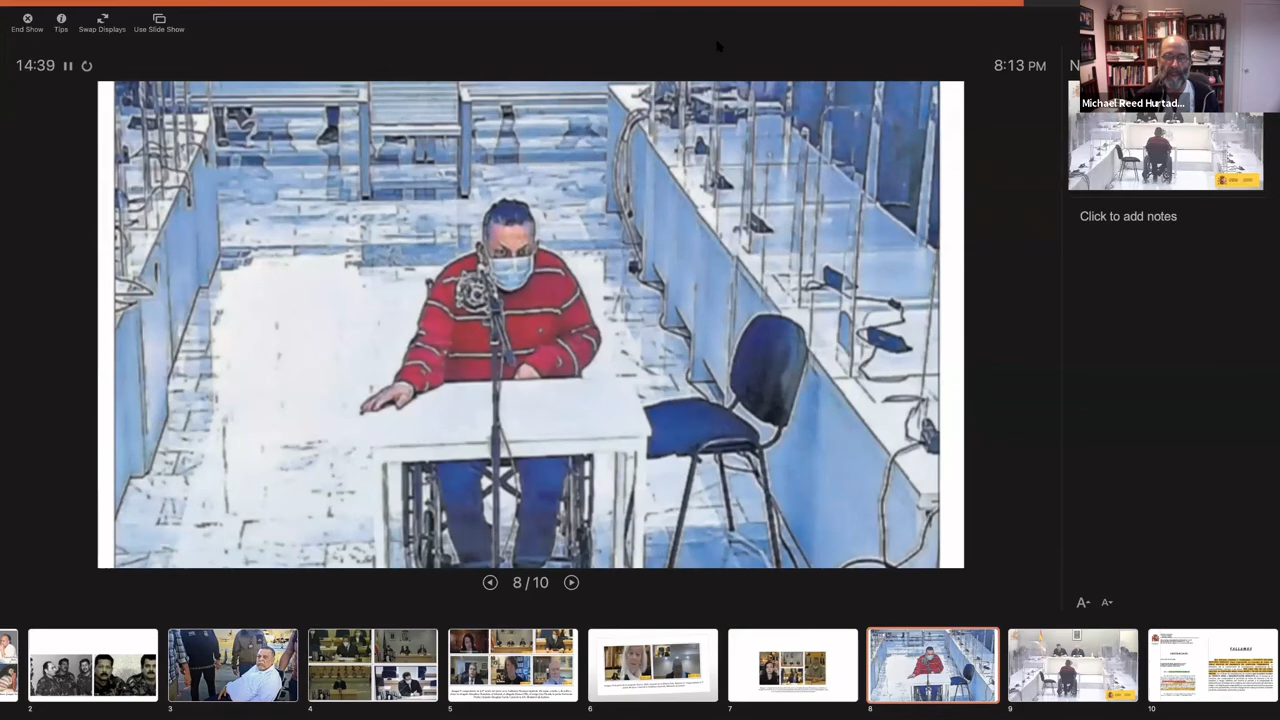 End Show
Tips
Swap Displays
Use Slide Show
14:39
8:13 PM
N
Michael Reed Hurtad...
Click to add notes
8 / 10
A
A
2
3
4
5
6
7
8
9
10
FALLAMOS